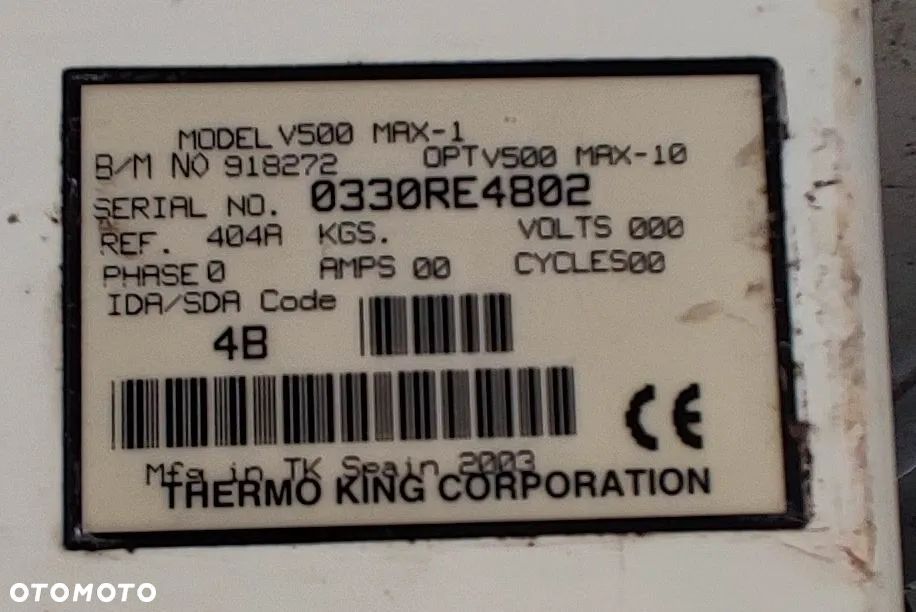 MODEL V500 MAX-1
B/M NO 918272 OPT V500 MAX-10
SERIAL NO. 0330RE4802
REF. 404A KGS. VOLTS 000
PHASE 0 AMPS 00 CYCLES 00
IDA/SDA Code
4B
CE
Mfg in TK Spain 2003
THERMO KING CORPORATION
OTOMOTO